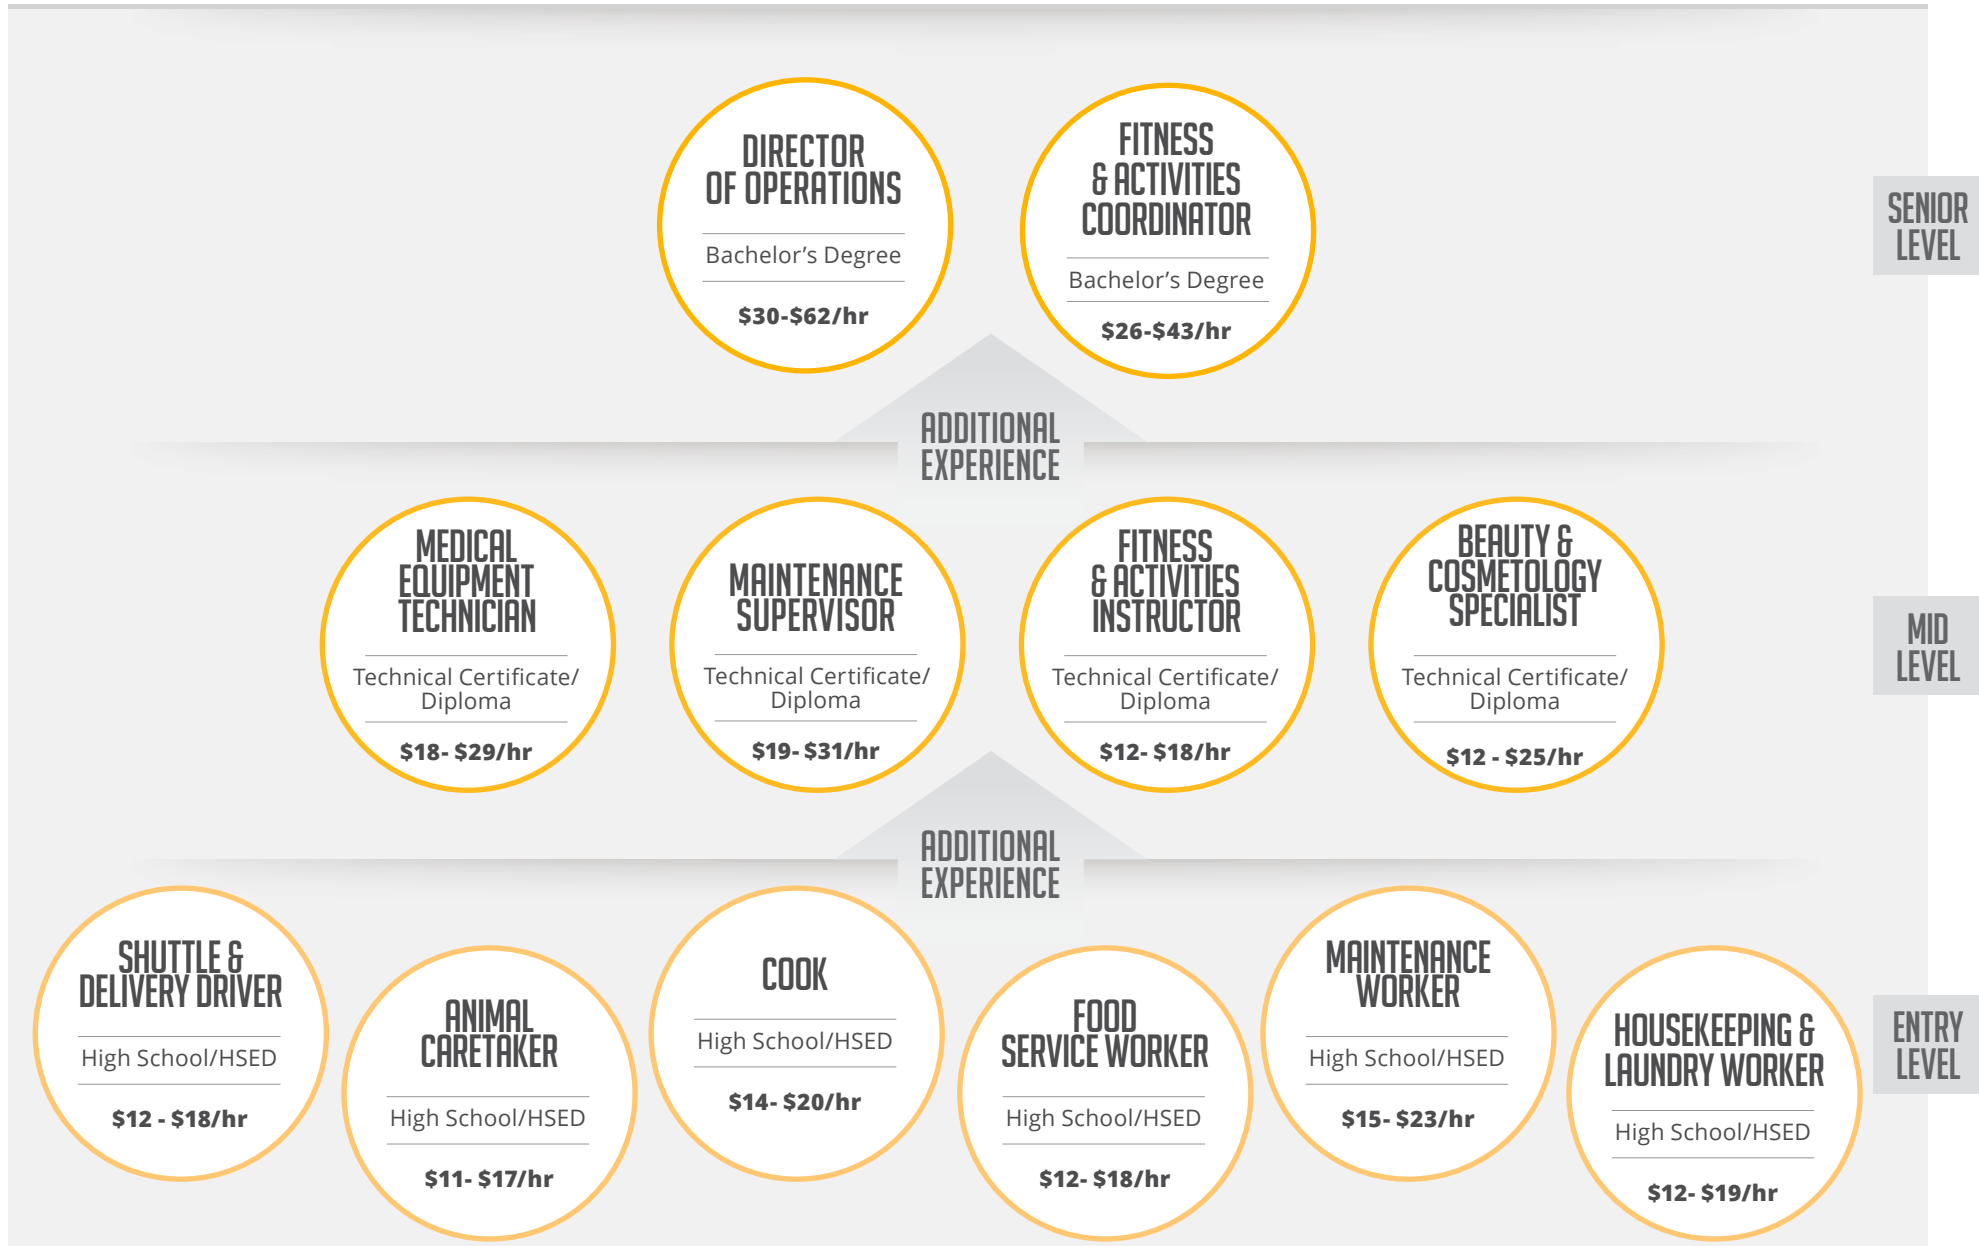 DIRECTOR
OF OPERATIONS
Bachelor’s Degree
$30-$62/hr
FITNESS
& ACTIVITIES
COORDINATOR
Bachelor’s Degree
$26-$43/hr
SENIOR
LEVEL
ADDITIONAL
EXPERIENCE
MEDICAL
EQUIPMENT
TECHNICIAN
Technical Certificate/
Diploma
$18- $29/hr
MAINTENANCE
SUPERVISOR
Technical Certificate/
Diploma
$19- $31/hr
FITNESS
& ACTIVITIES
INSTRUCTOR
Technical Certificate/
Diploma
$12- $18/hr
BEAUTY &
COSMETOLOGY
SPECIALIST
Technical Certificate/
Diploma
$12 - $25/hr
MID
LEVEL
ADDITIONAL
EXPERIENCE
SHUTTLE &
DELIVERY DRIVER
High School/HSED
$12 - $18/hr
ANIMAL
CARETAKER
High School/HSED
$11- $17/hr
COOK
High School/HSED
$14- $20/hr
FOOD
SERVICE WORKER
High School/HSED
$12- $18/hr
MAINTENANCE
WORKER
High School/HSED
$15- $23/hr
HOUSEKEEPING &
LAUNDRY WORKER
High School/HSED
$12- $19/hr
ENTRY
LEVEL